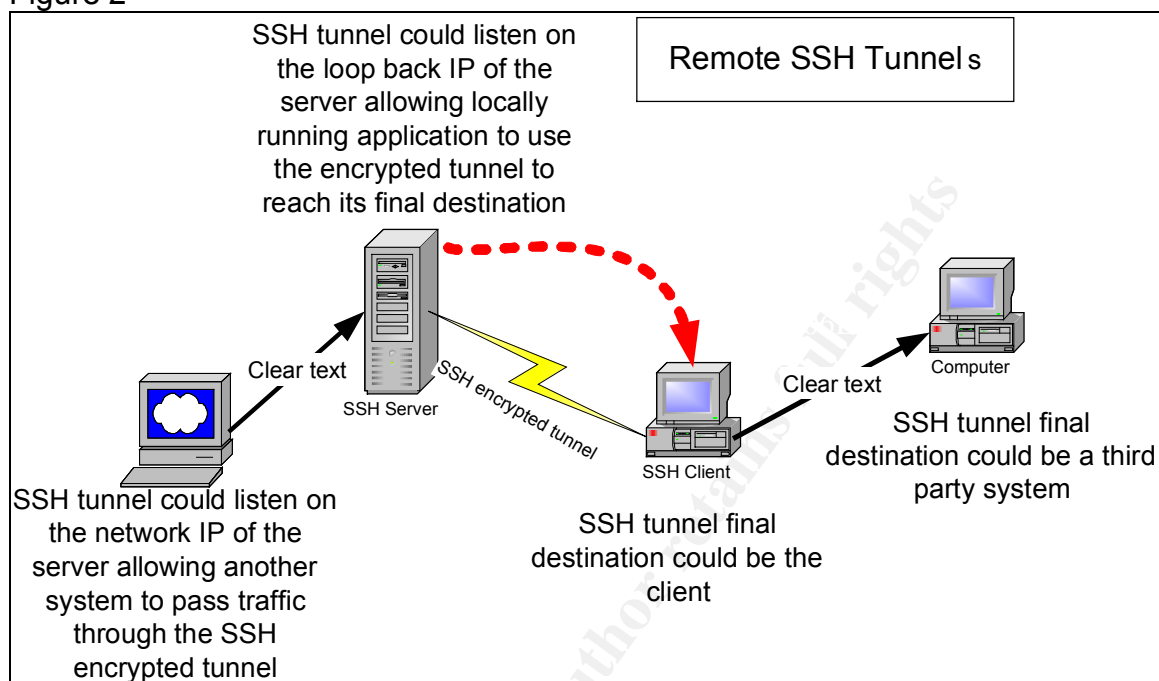 Figure 2
SSH tunnel could listen on
the loop back IP of the
server allowing locally
running application to use
the encrypted tunnel to
reach its final destination
Remote SSH Tunnels
Clear text
SSH Server
SSH encrypted tunnel
SSH Client
Clear text
Computer
SSH tunnel final
destination could be a third
party system
SSH tunnel could listen on
the network IP of the
server allowing another
system to pass traffic
through the SSH
encrypted tunnel
SSH tunnel final
destination could be the
client
author retains full rights